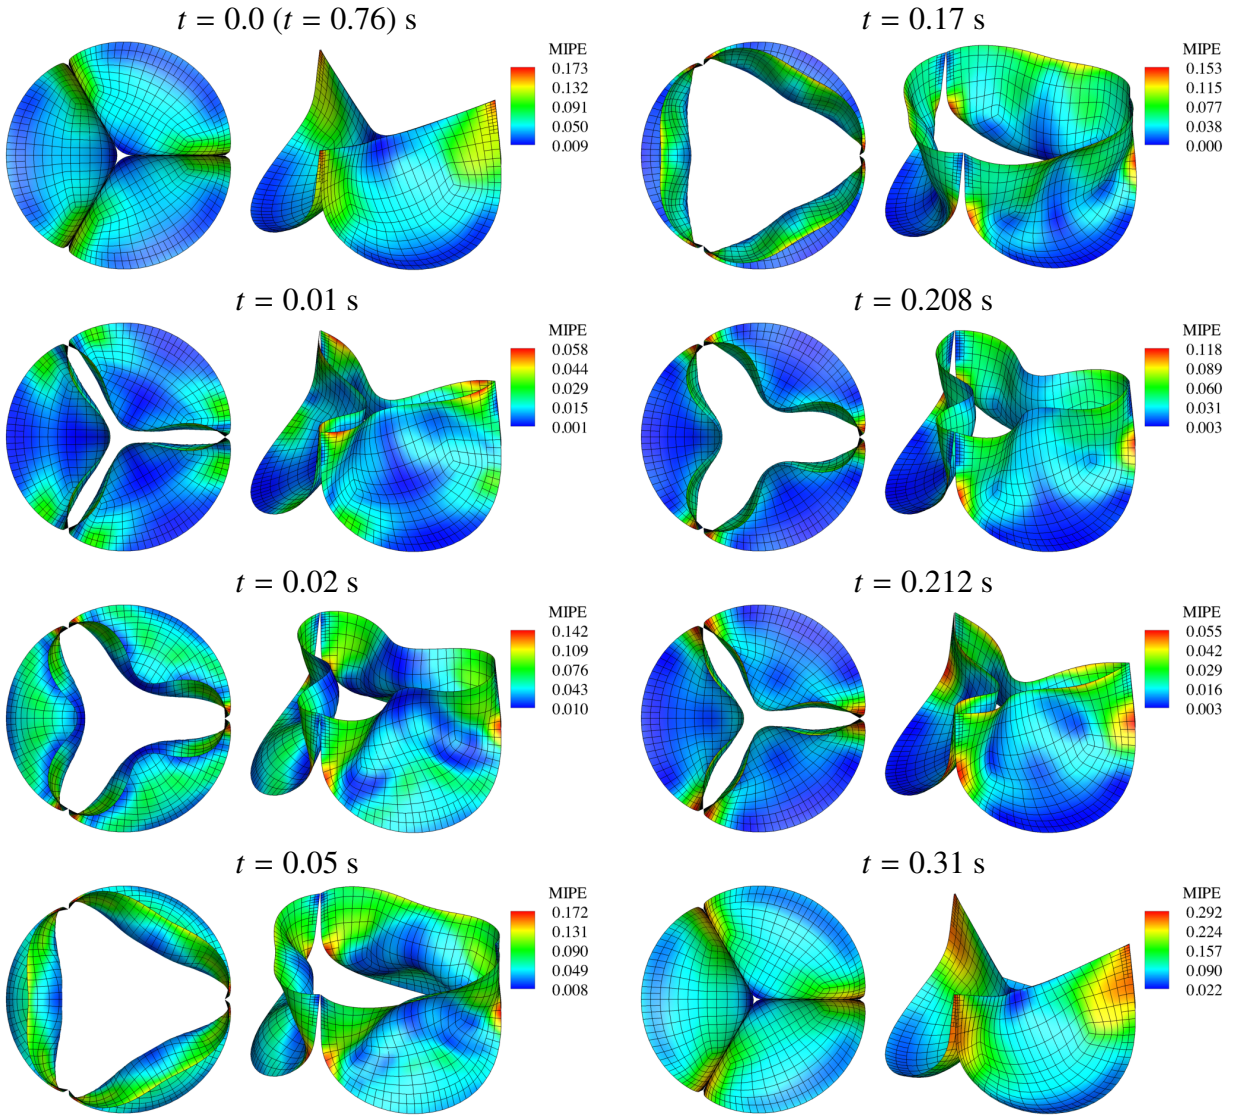 t = 0.0 (t = 0.76) s
MIPE
0.173
0.132
0.091
0.050
0.009
t = 0.01 s
MIPE
0.058
0.044
0.029
0.015
0.001
t = 0.02 s
MIPE
0.142
0.109
0.076
0.043
0.010
t = 0.05 s
MIPE
0.172
0.131
0.090
0.049
0.008
t = 0.17 s
MIPE
0.153
0.115
0.077
0.038
0.000
t = 0.208 s
MIPE
0.118
0.089
0.060
0.031
0.003
t = 0.212 s
MIPE
0.055
0.042
0.029
0.016
0.003
t = 0.31 s
MIPE
0.292
0.224
0.157
0.090
0.022